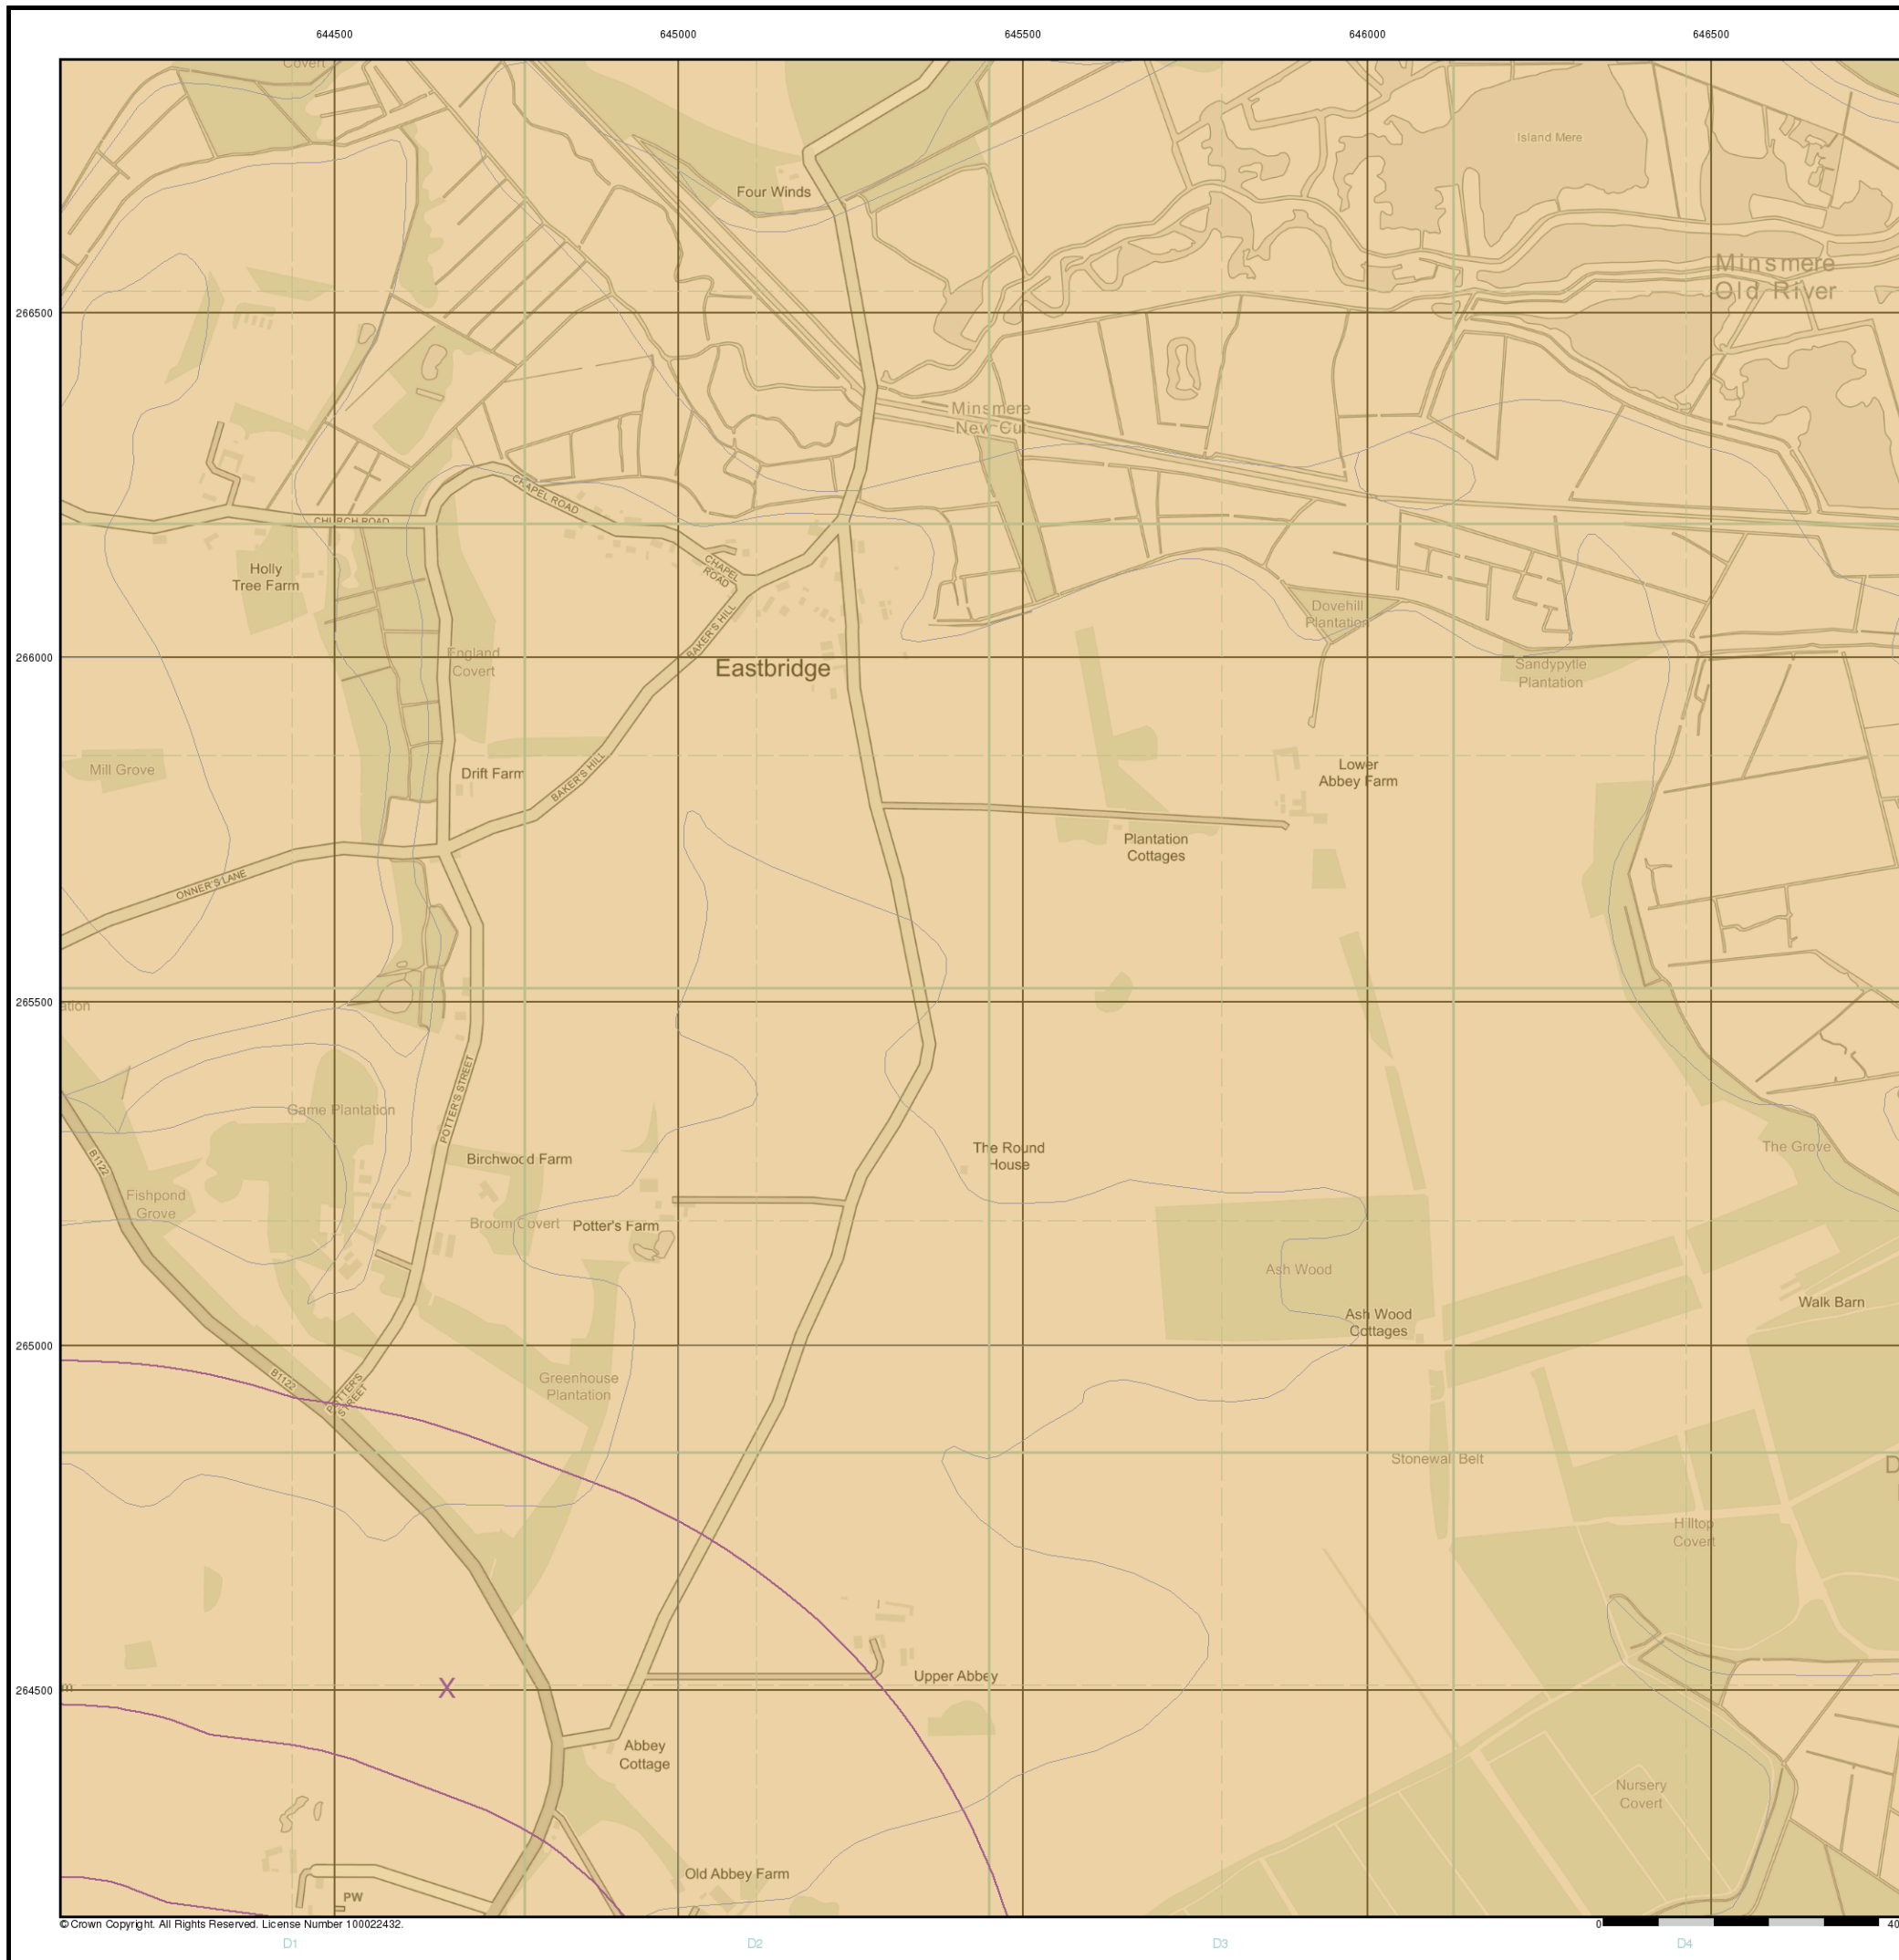 644500 645000 645500 646000 646500
Covert
Island Mere
Four Winds
Minsmere
Old River
266500
Minsmere
New Cut
CHAPEL ROAD
CHURCH ROAD
CHAPEL
ROAD
Holly
Tree Farm
BAKER'S HILL
Dovehill
Plantation
England
Covert
266000
Eastbridge
Sandypytle
Plantation
Mill Grove
Drift Farm
BAKER'S HILL
Lower
Abbey Farm
Plantation
Cottages
ONNER'S LANE
265500
ation
POTTER'S STREET
Game Plantation
B1122
Birchwood Farm
The Round
House
The Grove
Fishpond
Grove
Broom Covert
Potter's Farm
Ash Wood
Walk Barn
Ash Wood
Cottages
265000
B1122
POTTER'S
STREET
Greenhouse
Plantation
Stonewall Belt
D
Hilltop
Covert
Upper Abbey
264500
m
X
Abbey
Cottage
Nursery
Covert
Old Abbey Farm
PW
© Crown Copyright. All Rights Reserved. License Number 100022432.
0 40
D1 D2 D3 D4